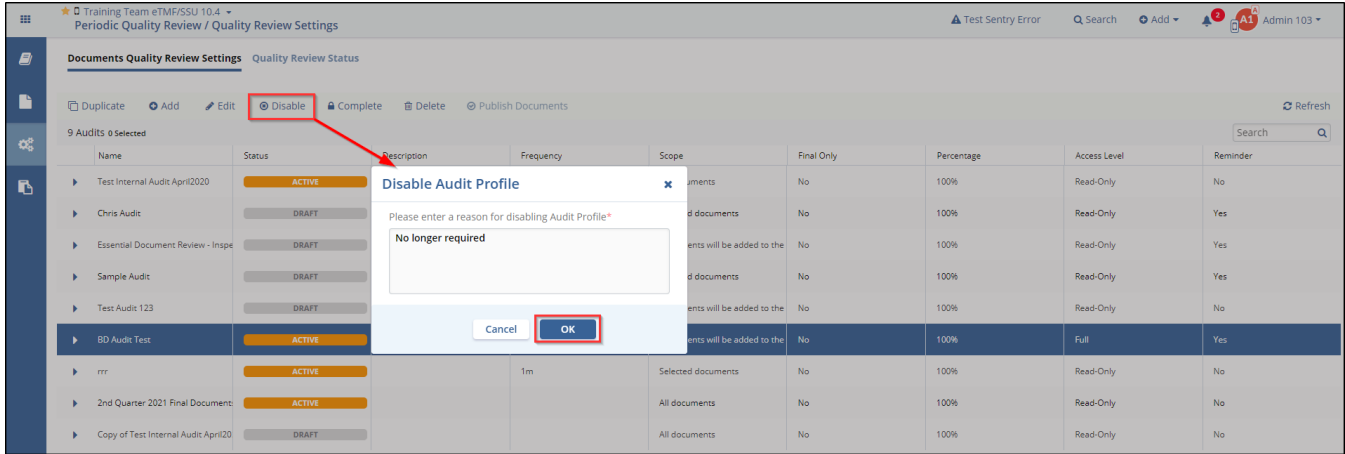 Training Team eTMF/SSU 10.4
Periodic Quality Review / Quality Review Settings
Test Sentry Error Search Add 2 A1 A Admin 103
Documents Quality Review Settings Quality Review Status
Duplicate Add Edit Disable Complete Delete Publish Documents Refresh
9 Audits 0 Selected Search
Name Status Description Frequency Scope Final Only Percentage Access Level Reminder
Test Internal Audit April2020 ACTIVE uments No 100% Read-Only No
Disable Audit Profile
Chris Audit DRAFT d documents No 100% Read-Only Yes
Please enter a reason for disabling Audit Profile*
No longer required
Essential Document Review - Inspe DRAFT ents will be added to the No 100% Read-Only Yes
Sample Audit DRAFT d documents No 100% Read-Only Yes
Test Audit 123 DRAFT ents will be added to the No 100% Read-Only No
Cancel OK
BD Audit Test ACTIVE ents will be added to the No 100% Full Yes
rrr ACTIVE 1m Selected documents No 100% Read-Only No
2nd Quarter 2021 Final Document: ACTIVE All documents No 100% Read-Only No
Copy of Test Internal Audit April20 DRAFT All documents No 100% Read-Only No